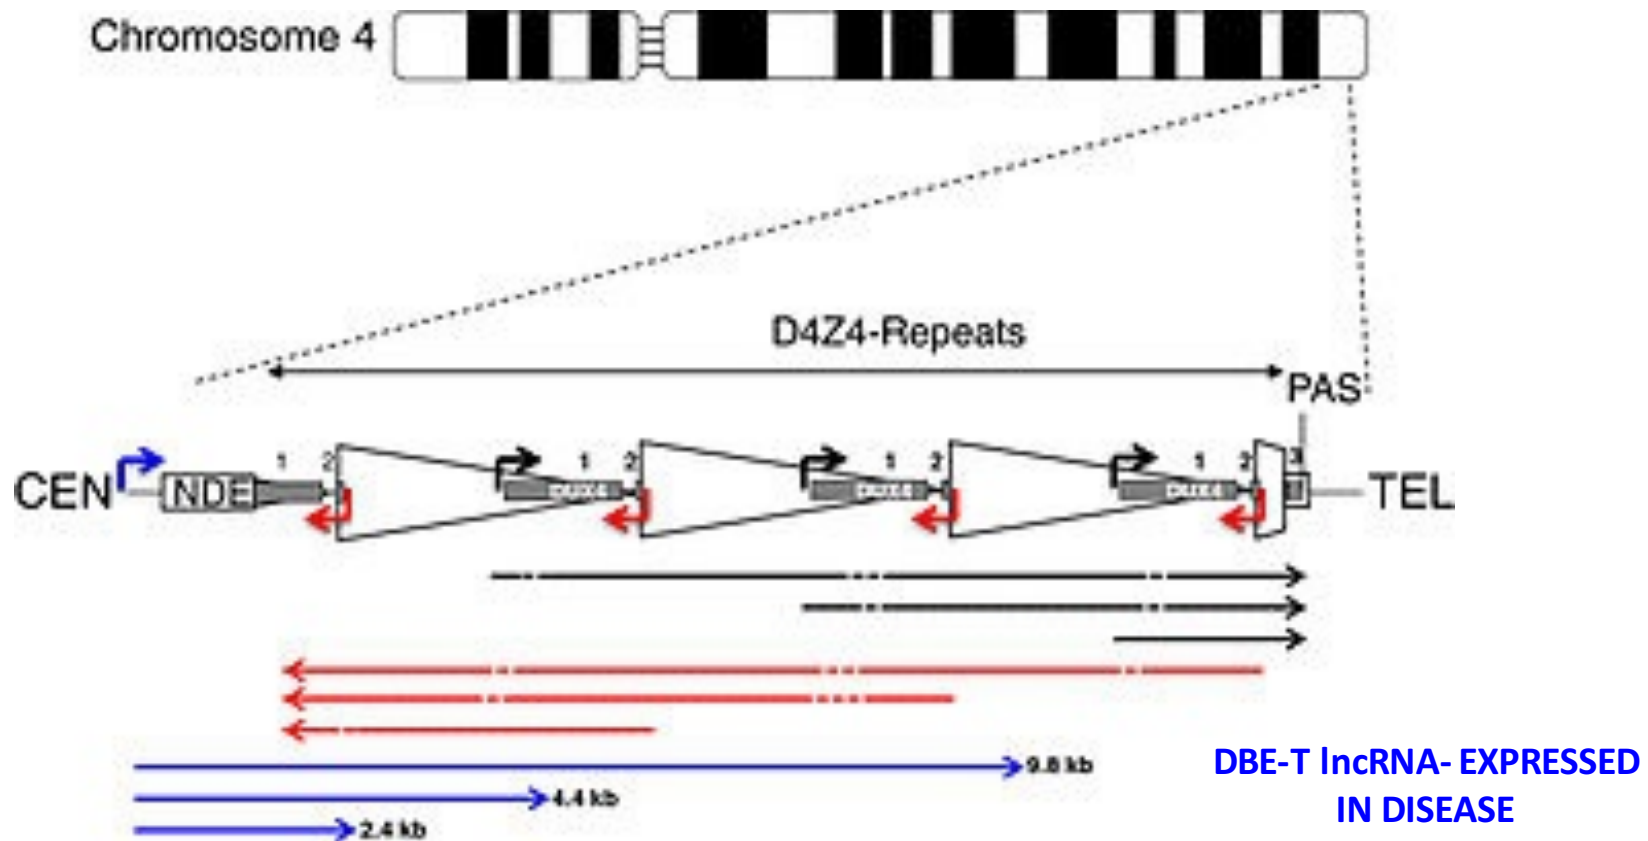 Chromosome 4
D4Z4-Repeats
PAS
CEN NDE 1 2 DUX4 1 2 DUX4 1 2 DUX4 1 2 3 TEL
9.8 kb
4.4 kb
2.4 kb
DBE-T lncRNA- EXPRESSED
IN DISEASE